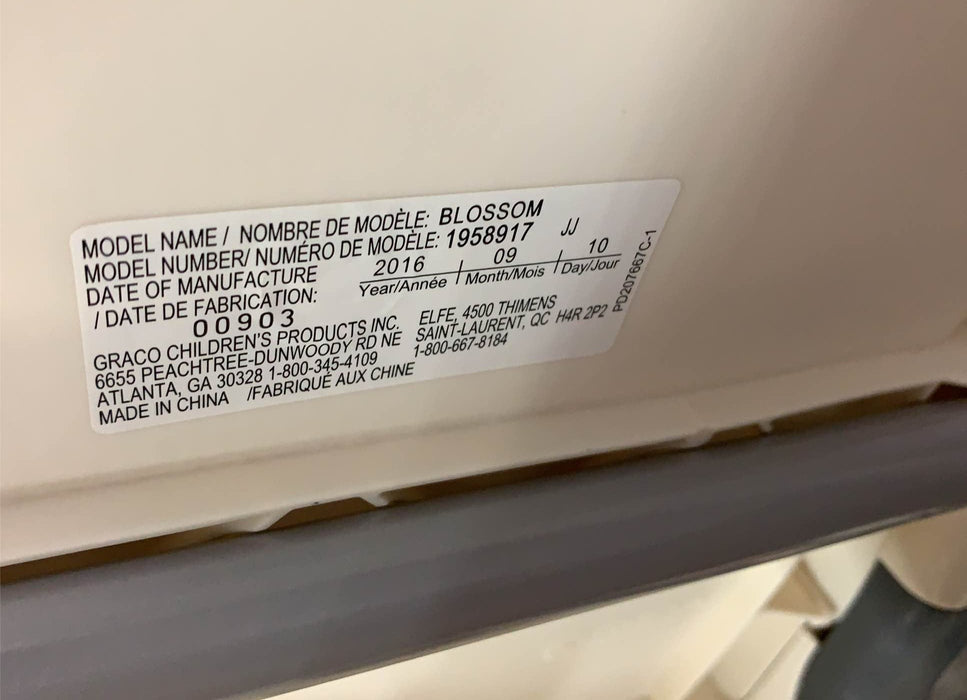 MODEL NAME / NOMBRE DE MODÈLE: BLOSSOM
MODEL NUMBER/ NUMÉRO DE MODÈLE: 1958917 JJ
DATE OF MANUFACTURE 2016 09 10
/ DATE DE FABRICATION: Year/Année Month/Mois Day/Jour
00903
GRACO CHILDREN'S PRODUCTS INC. ELFE, 4500 THIMENS
6655 PEACHTREE-DUNWOODY RD NE SAINT-LAURENT, QC H4R 2P2
ATLANTA, GA 30328 1-800-345-4109 1-800-667-8184
MADE IN CHINA /FABRIQUÉ AUX CHINE
PD207667C-1